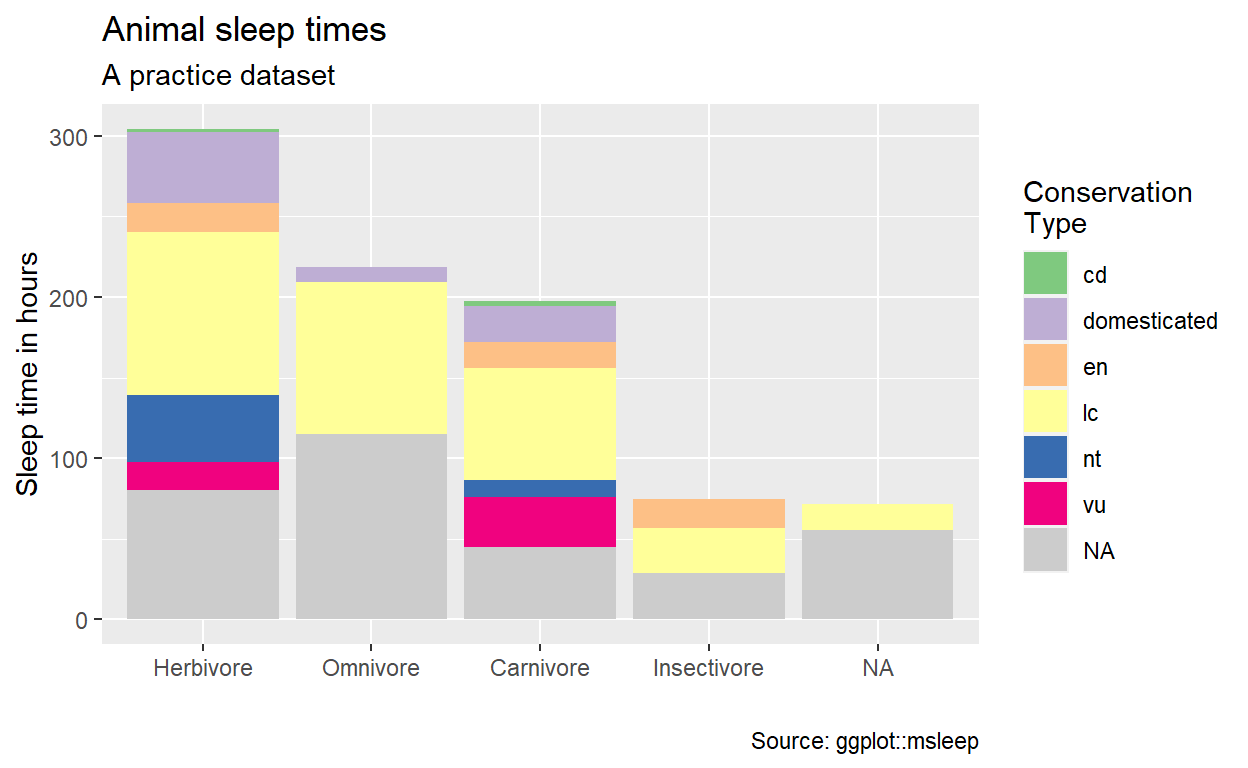 Animal sleep times
A practice dataset
Sleep time in hours
300
200
100
0
Herbivore
Omnivore
Carnivore
Insectivore
NA
Conservation
Type
cd
domesticated
en
lc
nt
vu
NA
Source: ggplot::msleep